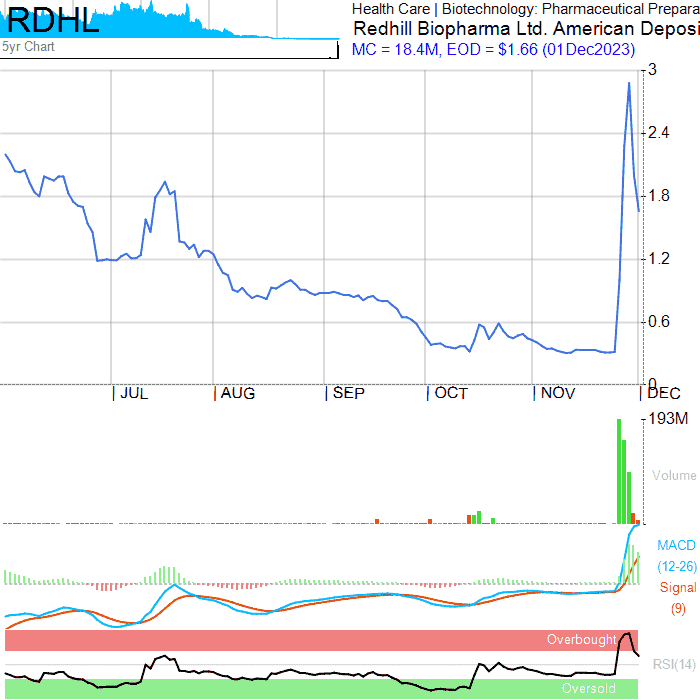 RDHL
5yr Chart
Health Care | Biotechnology: Pharmaceutical Prepara
Redhill Biopharma Ltd. American Deposi
MC = 18.4M, EOD = $1.66 (01Dec2023)
3
2.4
1.8
1.2
0.6
0
JUL AUG SEP OCT NOV DEC
193M
Volume
MACD
(12-26)
Signal
(9)
Overbought
RSI(14)
Oversold